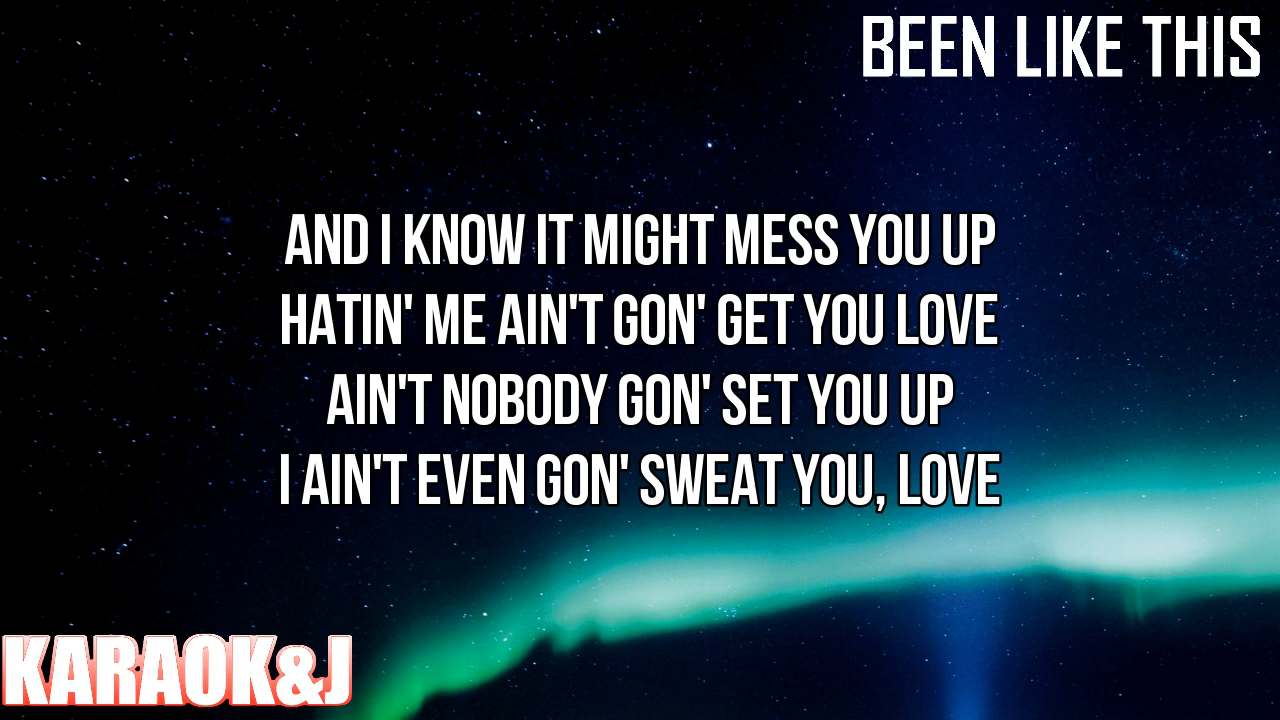 BEEN LIKE THIS
AND I KNOW IT MIGHT MESS YOU UP
HATIN' ME AIN'T GON' GET YOU LOVE
AIN'T NOBODY GON' SET YOU UP
I AIN'T EVEN GON' SWEAT YOU, LOVE
KARAOK&J